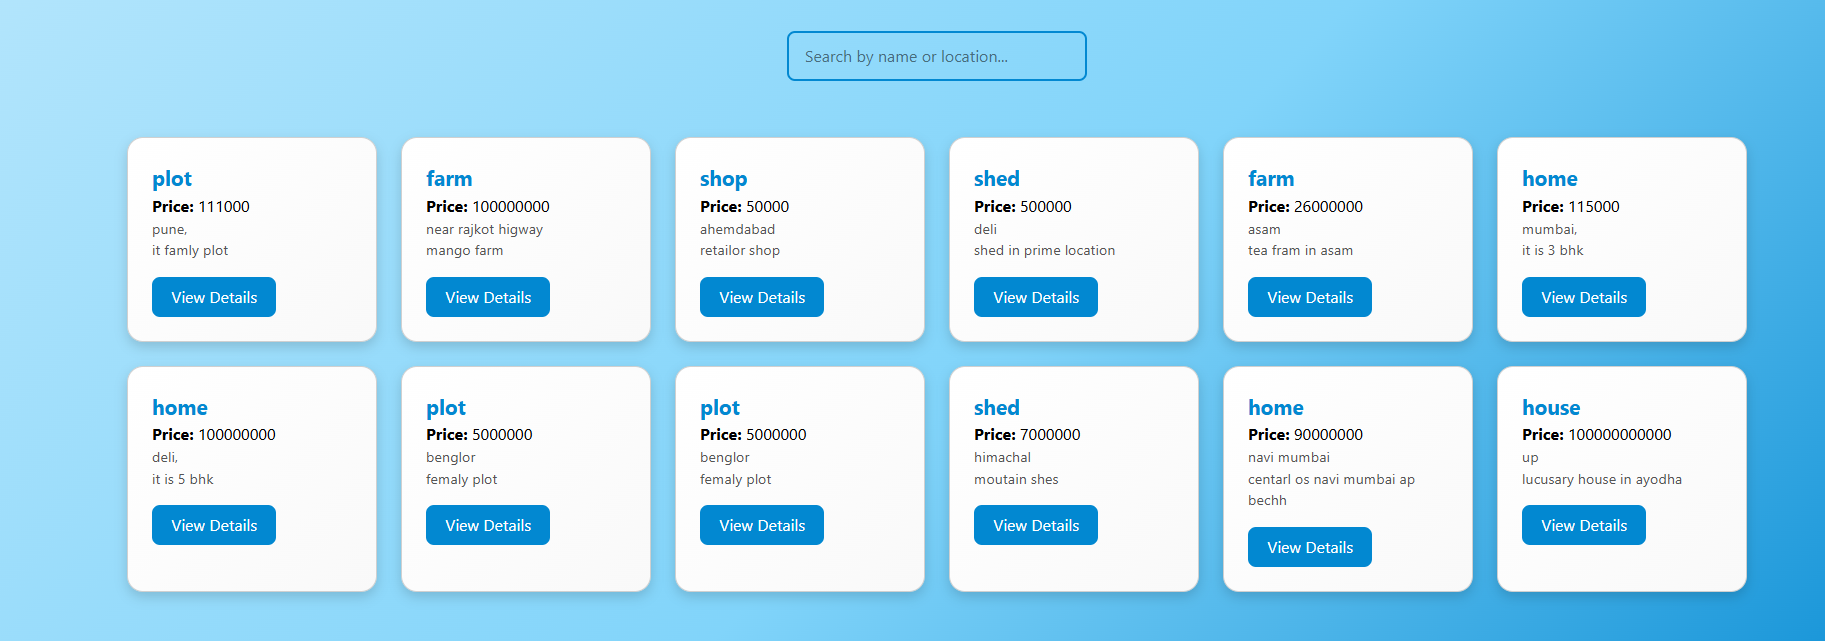 Search by name or location...
plot
Price: 111000
pune,
it famly plot
View Details
farm
Price: 100000000
near rajkot higway
mango farm
View Details
shop
Price: 50000
ahemdabad
retailor shop
View Details
shed
Price: 500000
deli
shed in prime location
View Details
farm
Price: 26000000
asam
tea fram in asam
View Details
home
Price: 115000
mumbai,
it is 3 bhk
View Details
home
Price: 100000000
deli,
it is 5 bhk
View Details
plot
Price: 5000000
benglor
femaly plot
View Details
plot
Price: 5000000
benglor
femaly plot
View Details
shed
Price: 7000000
himachal
moutain shes
View Details
home
Price: 90000000
navi mumbai
centarl os navi mumbai ap
bechh
View Details
house
Price: 100000000000
up
lucusary house in ayodha
View Details